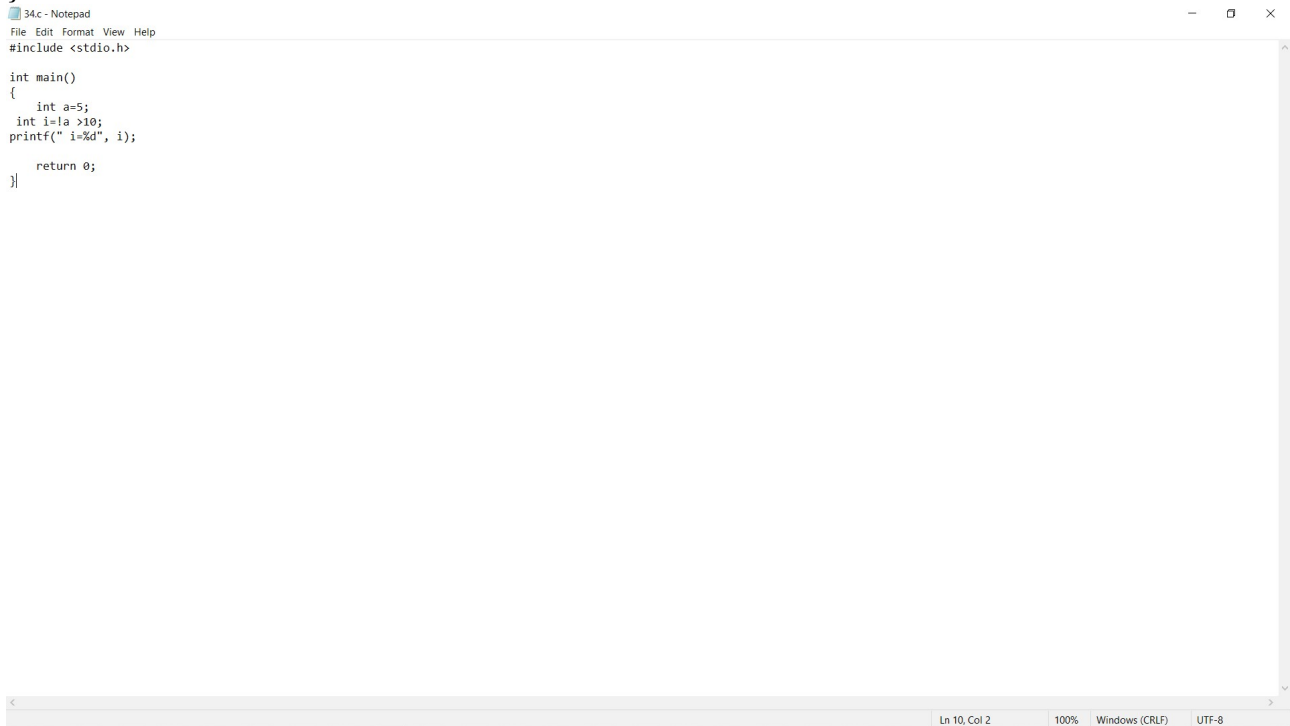 34.c - Notepad
File Edit Format View Help
#include <stdio.h>
int main()
{
    int a=5;
 int i=!a >10;
printf(" i=%d", i);
    return 0;
}
Ln 10, Col 2 100% Windows (CRLF) UTF-8